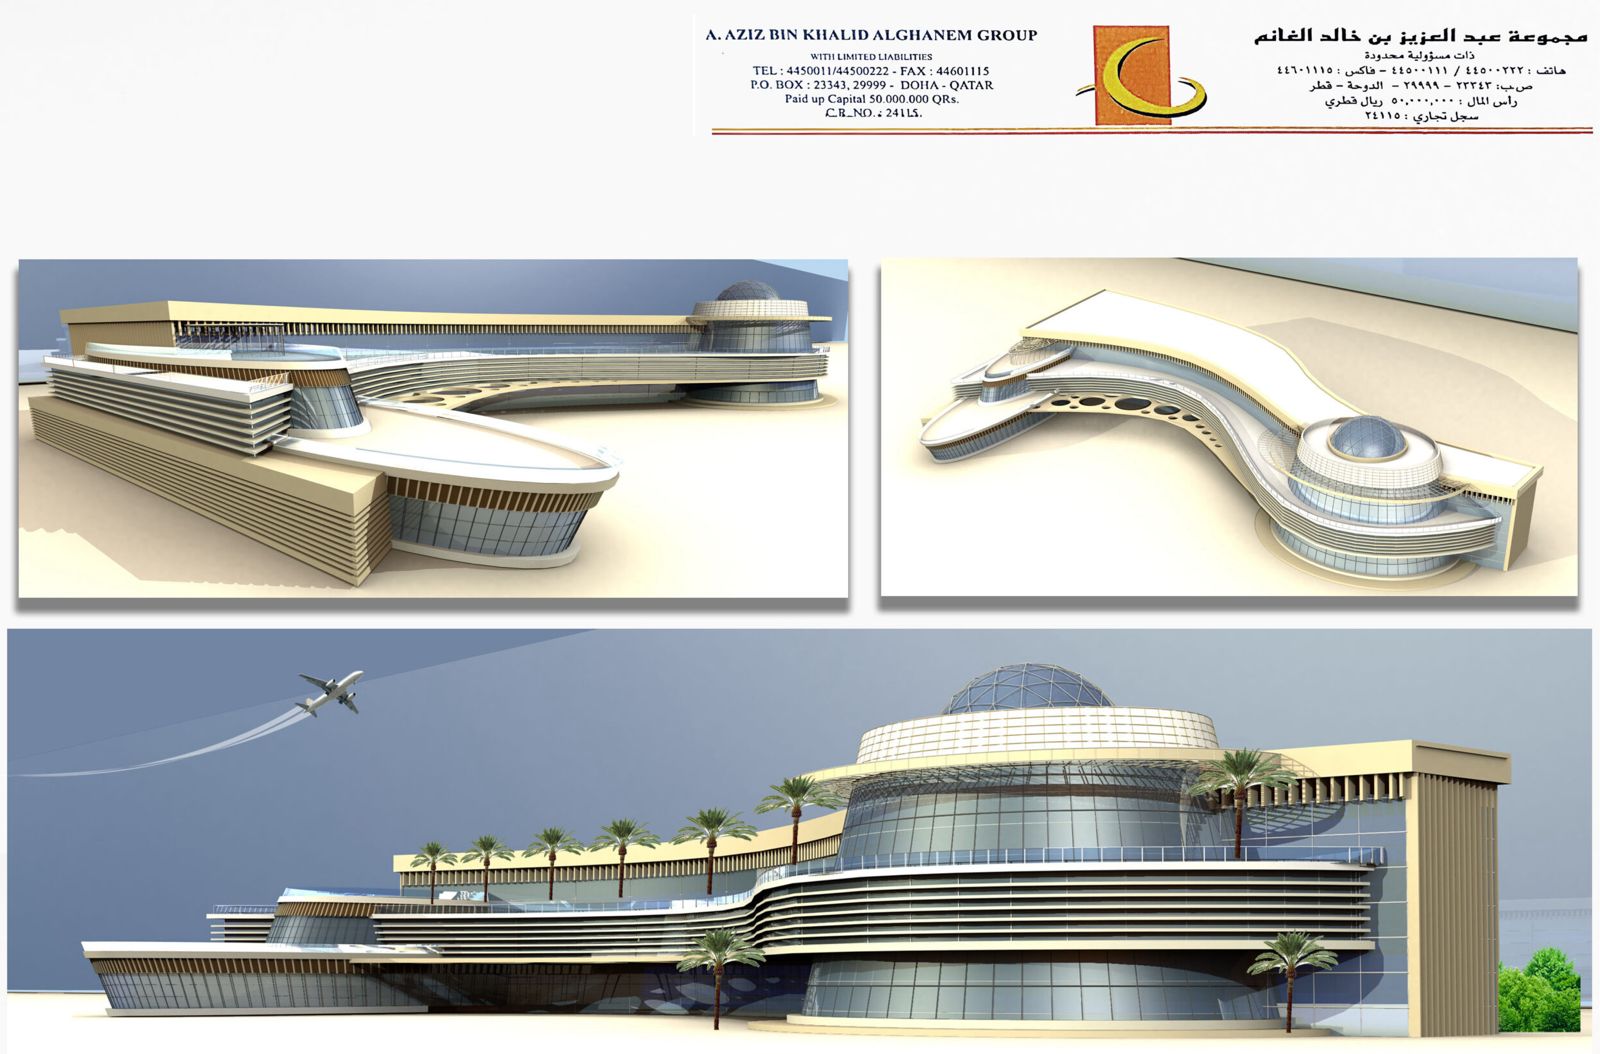 A. AZIZ BIN KHALID ALGHANEM GROUP
WITH LIMITED LIABILITIES
TEL : 4450011/44500222 - FAX : 44601115
P.O. BOX : 23343, 29999 - DOHA - QATAR
Paid up Capital 50.000.000 QRs.
C.R. NO. : 24115.
مجموعة عبد العزيز بن خالد الغانم
ذات مسؤولية محدودة
هاتف : ٤٤٥٠٠٢٢٢ / ٤٤٥٠٠١١١ – فاكس : ٤٤٦٠١١١٥
ص.ب: ٢٣٣٤٣ – ٢٩٩٩٩ – الدوحة – قطر
رأس المال : ٥٠,٠٠٠,٠٠٠ ريال قطري
سجل تجاري : ٢٤١١٥